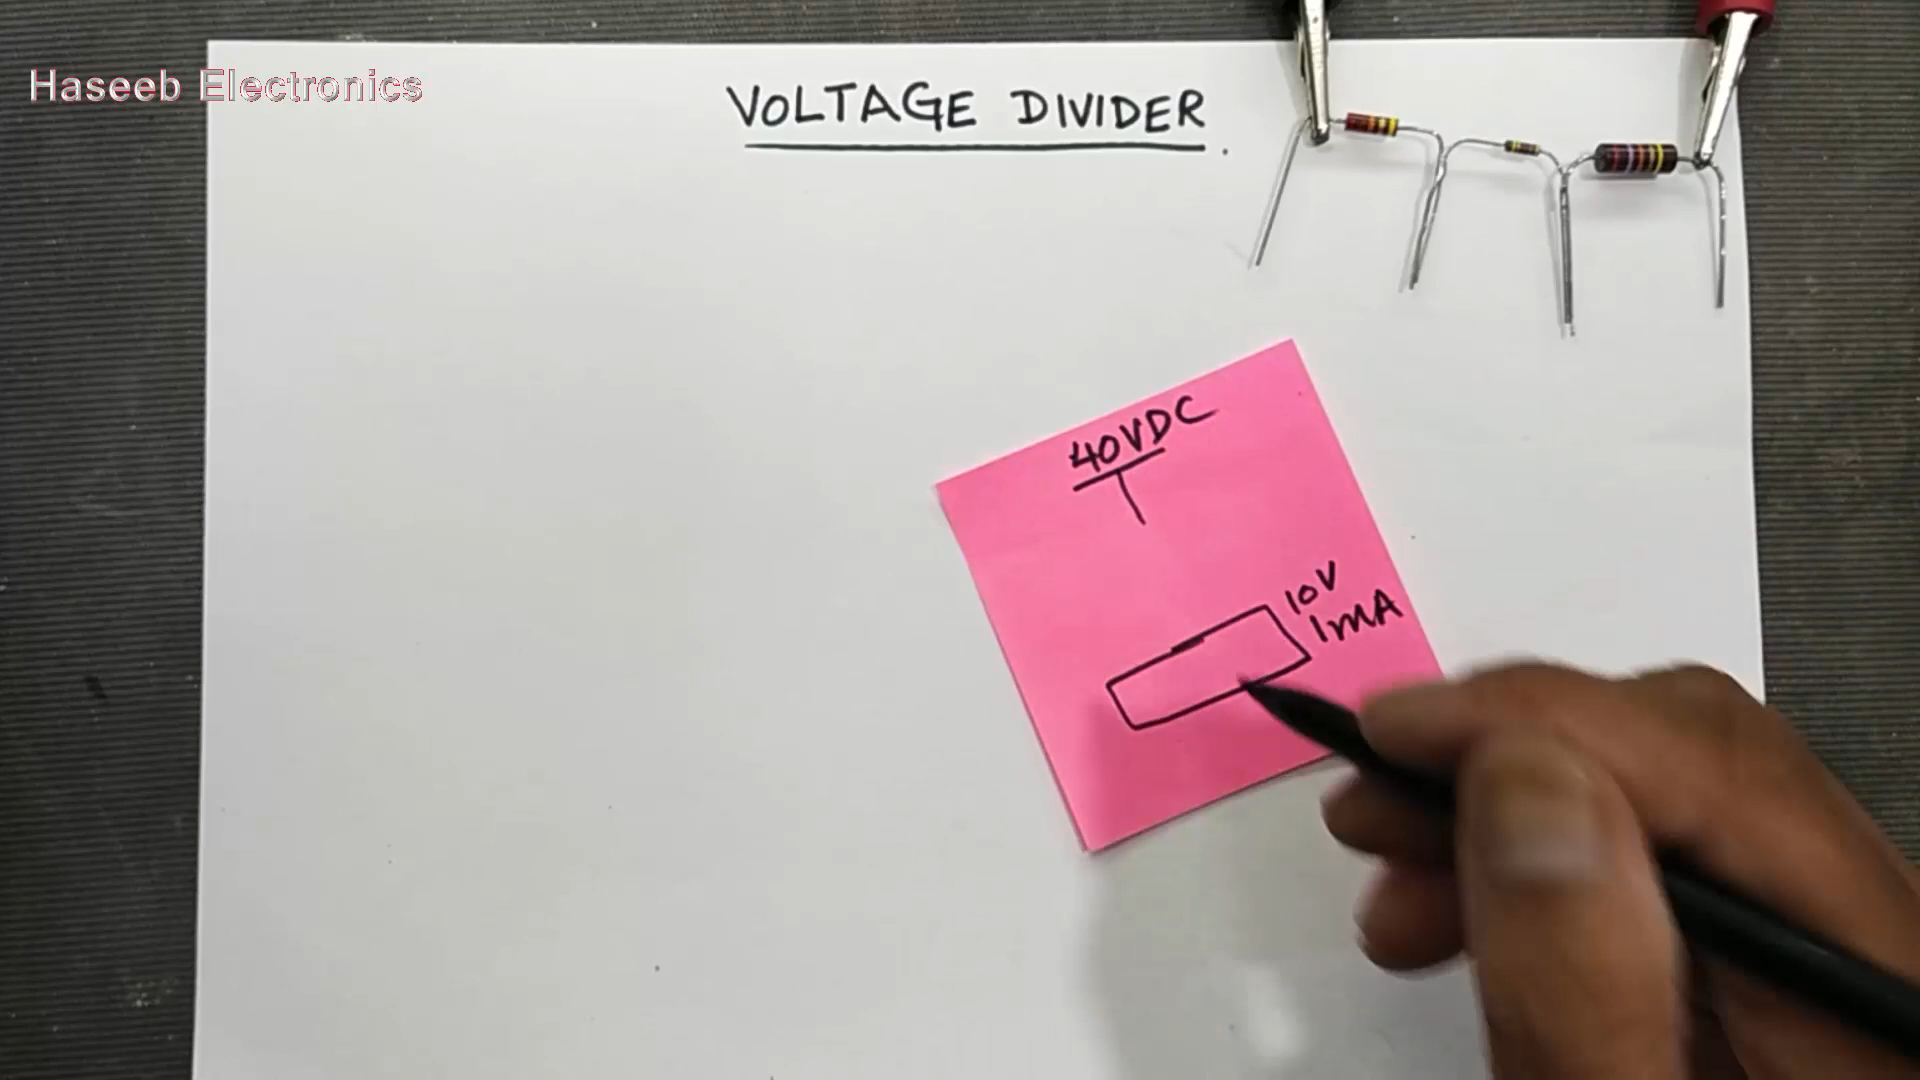 Haseeb Electronics
VOLTAGE DIVIDER.
40VDC
10V
1mA